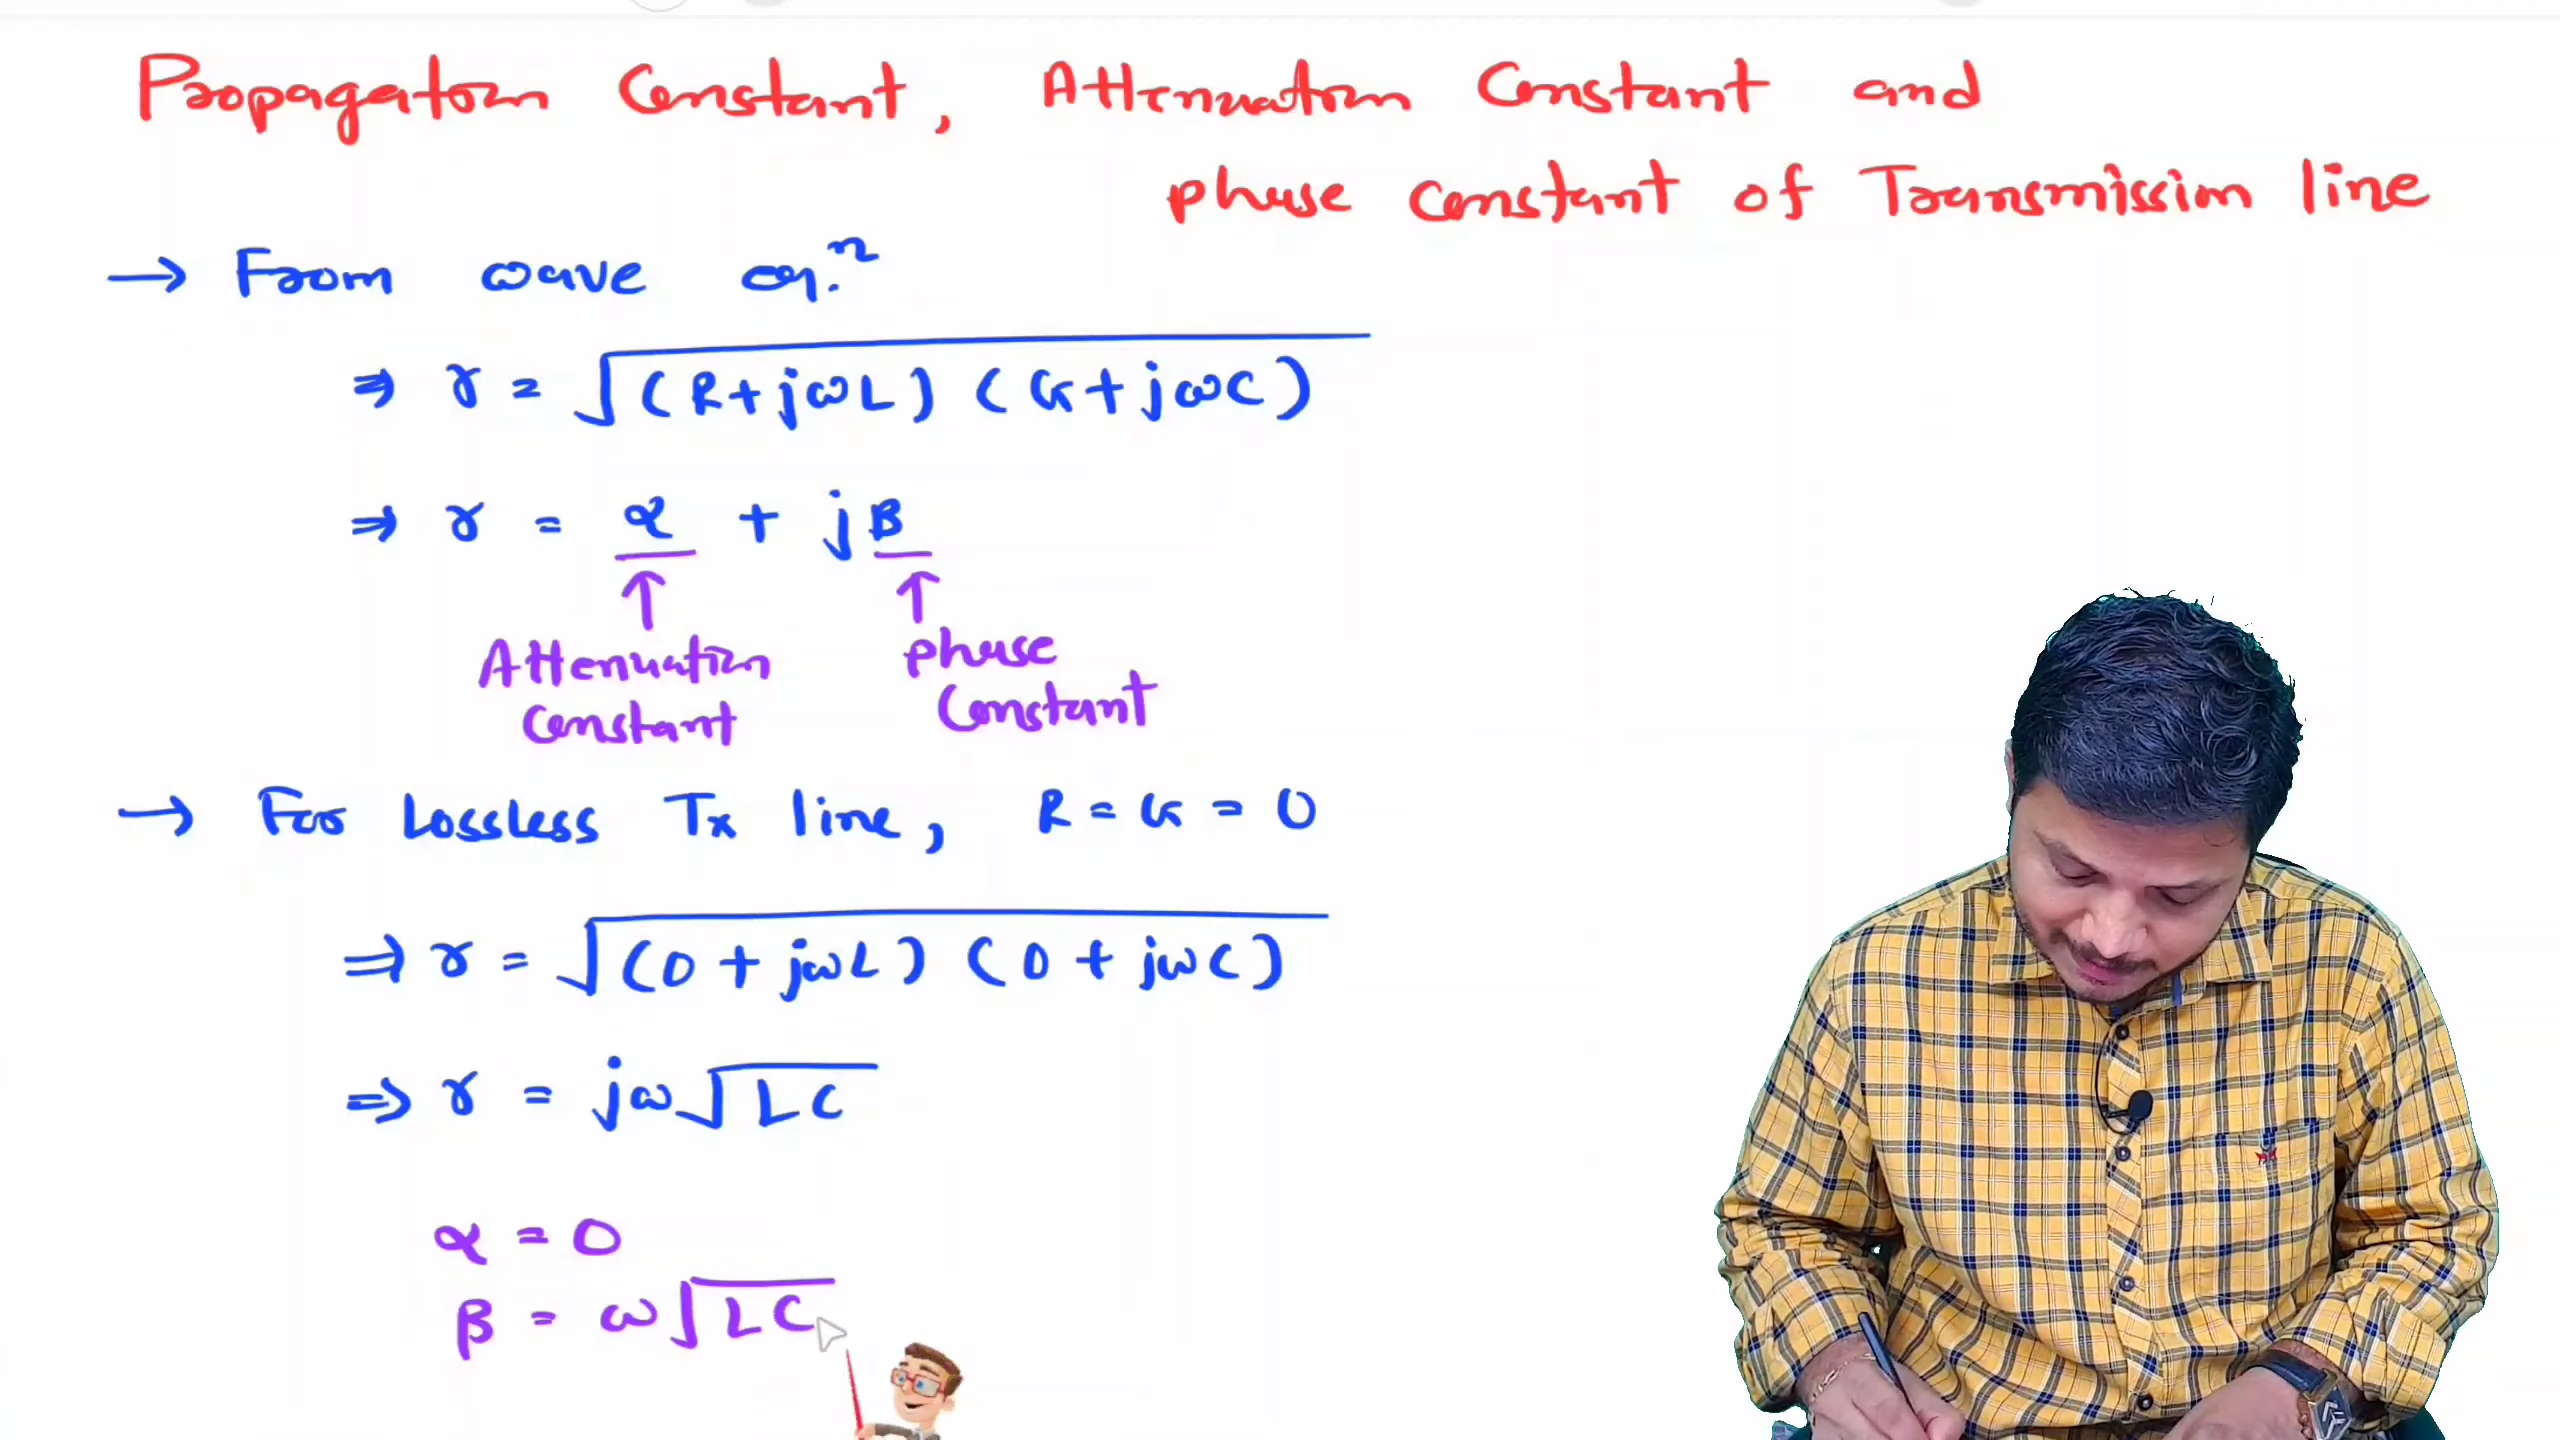 Propagation Constant, Attenuation Constant and
phase constant of Transmission line
→ From wave eq.ⁿ
⇒ γ = √(R+jωL) (G+jωC)
⇒ γ = α + jβ
↑ ↑
Attenuation Constant
phase Constant
→ For Lossless Tx line, R = G = 0
⇒ γ = √(0 + jωL) (0 + jωC)
⇒ γ = jω√LC
α = 0
β = ω√LC